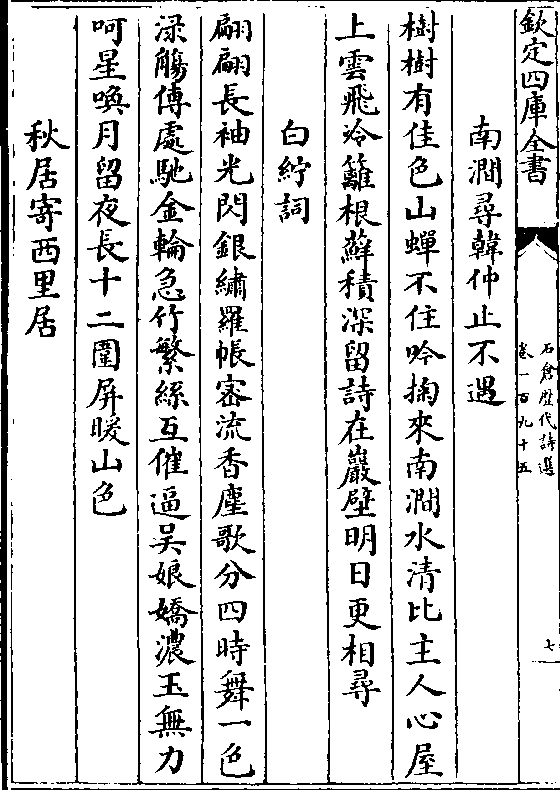 欽定四庫全書
石倉歷代詩選
卷一百九十五
七
南澗尋韓仲止不遇
樹樹有佳色山蟬不住吟掬來南澗水清比主人心屋
上雲飛冷籬根蘚積深留詩在巖壁明日更相尋
白紵詞
翩翩長袖光閃銀繡羅帳審流香塵歌分四時舞一色
渌觴傅處馳金輪急竹繁絲互催逼吴娘嬌濃玉無力
呵星喚月留夜長十二圍屏暖山色
秋居寄西里居